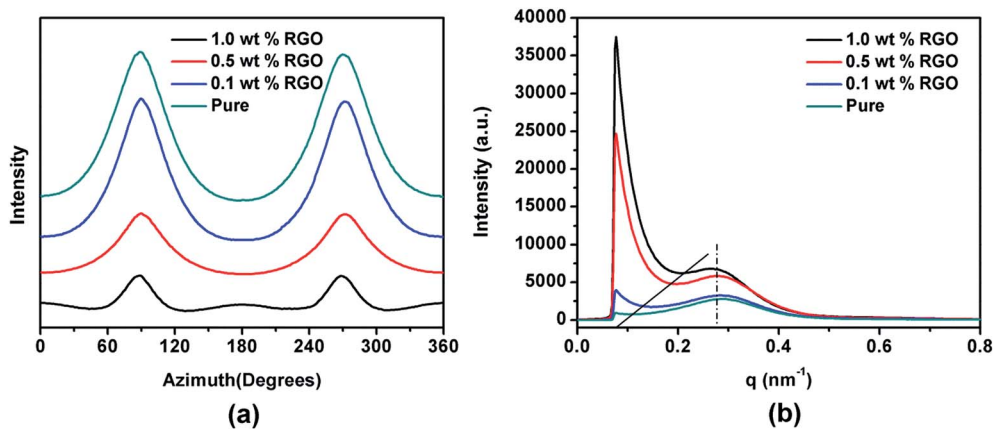 1.0 wt % RGO
0.5 wt % RGO
0.1 wt % RGO
Pure
Intensity
0 60 120 180 240 300 360
Azimuth(Degrees)
(a)
40000
35000
30000
25000
20000
15000
10000
5000
0
Intensity (a.u.)
1.0 wt % RGO
0.5 wt % RGO
0.1 wt % RGO
Pure
0.0 0.2 0.4 0.6 0.8
q (nm⁻¹)
(b)